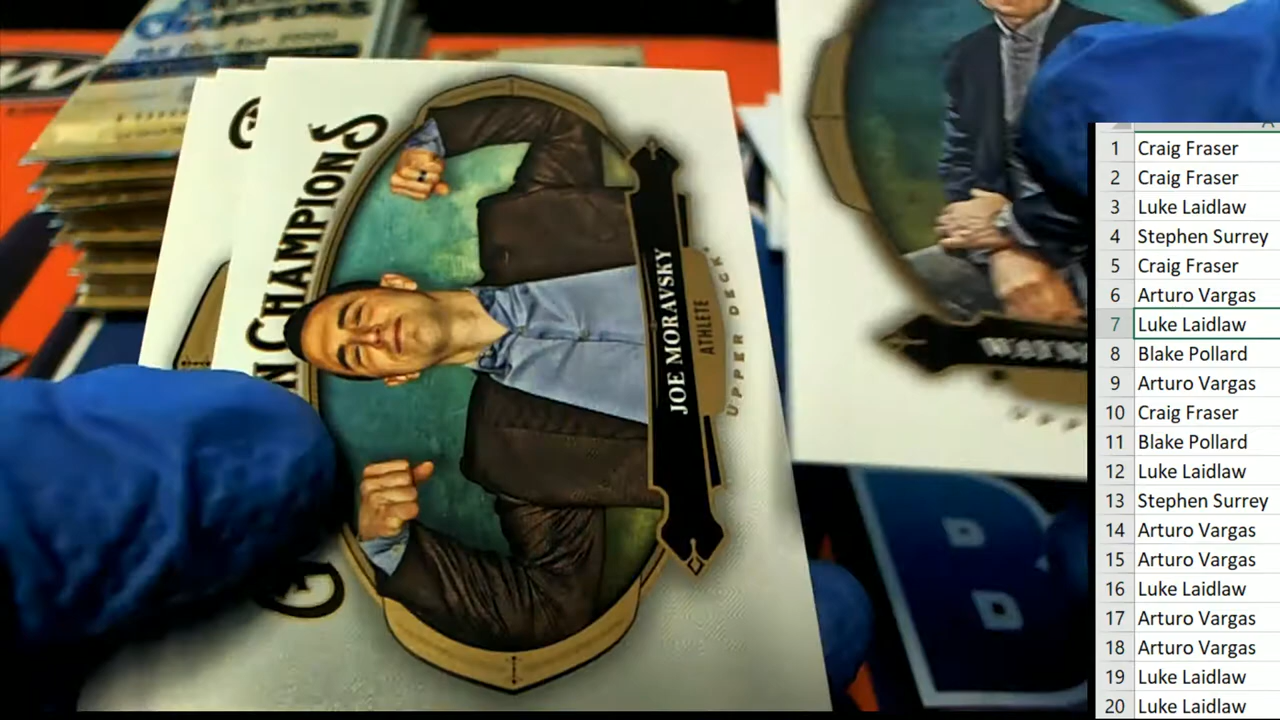 N CHAMPIONS
JOE MORAVSKY
ATHLETE
UPPER DECK
A
1 Craig Fraser
2 Craig Fraser
3 Luke Laidlaw
4 Stephen Surrey
5 Craig Fraser
6 Arturo Vargas
7 Luke Laidlaw
8 Blake Pollard
9 Arturo Vargas
10 Craig Fraser
11 Blake Pollard
12 Luke Laidlaw
13 Stephen Surrey
14 Arturo Vargas
15 Arturo Vargas
16 Luke Laidlaw
17 Arturo Vargas
18 Arturo Vargas
19 Luke Laidlaw
20 Luke Laidlaw